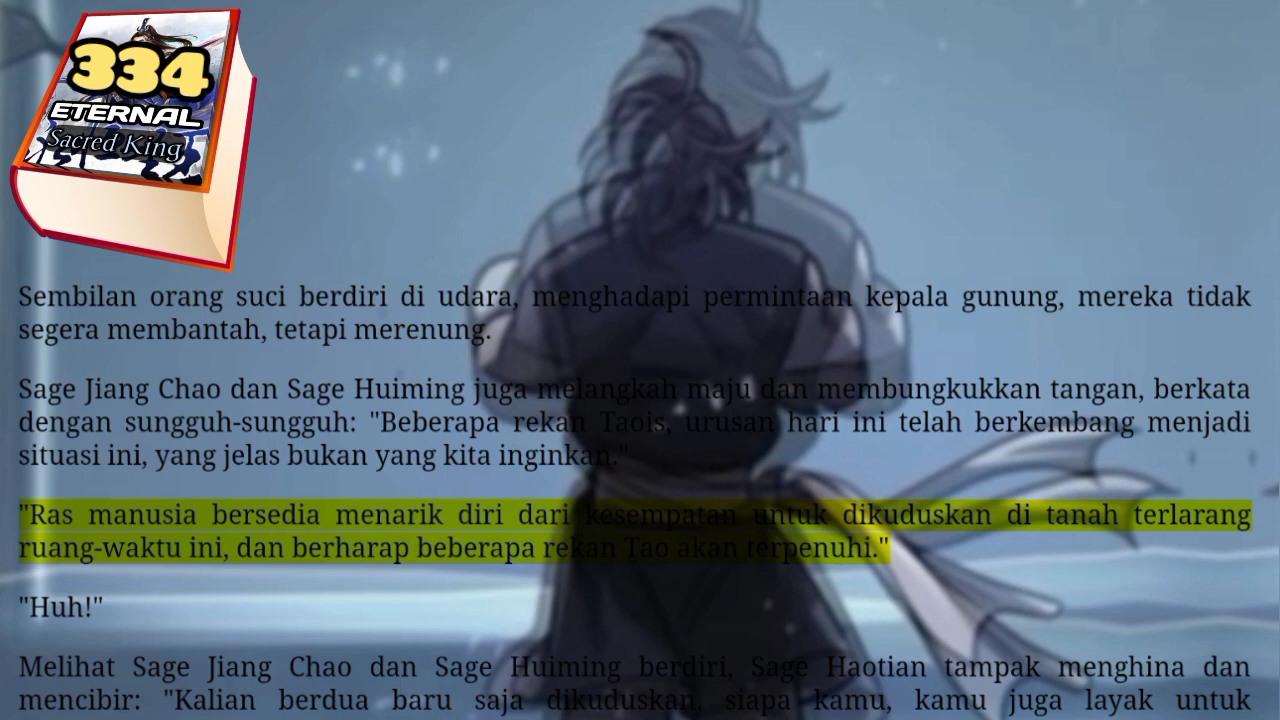 334
ETERNAL
Sacred King
Sembilan orang suci berdiri di udara, menghadapi permintaan kepala gunung, mereka tidak
segera membantah, tetapi merenung.
Sage Jiang Chao dan Sage Huiming juga melangkah maju dan membungkukkan tangan, berkata
dengan sungguh-sungguh: "Beberapa rekan Taois, urusan hari ini telah berkembang menjadi
situasi ini, yang jelas bukan yang kita inginkan."
"Ras manusia bersedia menarik diri dari kesempatan untuk dikuduskan di tanah terlarang
ruang-waktu ini, dan berharap beberapa rekan Tao akan terpenuhi."
"Huh!"
Melihat Sage Jiang Chao dan Sage Huiming berdiri, Sage Haotian tampak menghina dan
mencibir: "Kalian berdua baru saja dikuduskan, siapa kamu, kamu juga layak untuk